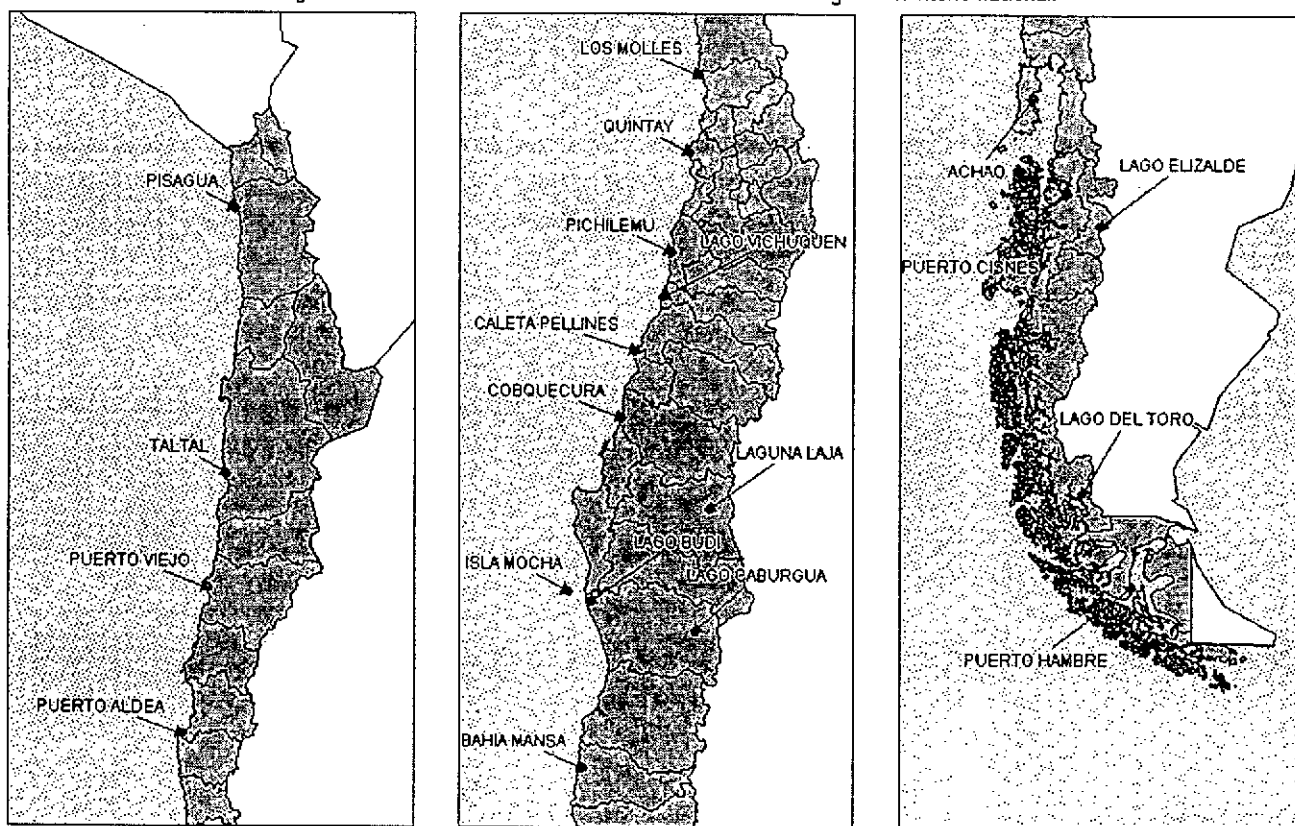 PISAGUA
TALTAL
PUERTO VIEJO
PUERTO ALDEA
LOS MOLLES
QUINTAY
PICHILEMU
LAGO VICHUQUEN
CALETA PELLINES
COBQUECURA
LAGUNA LAJA
LAGO BUDI
ISLA MOCHA
LAGO CABURGUA
BAHIA MANSA
ACHAO
LAGO ELIZALDE
PUERTO CISNES
LAGO DEL TORO
PUERTO HAMBRE